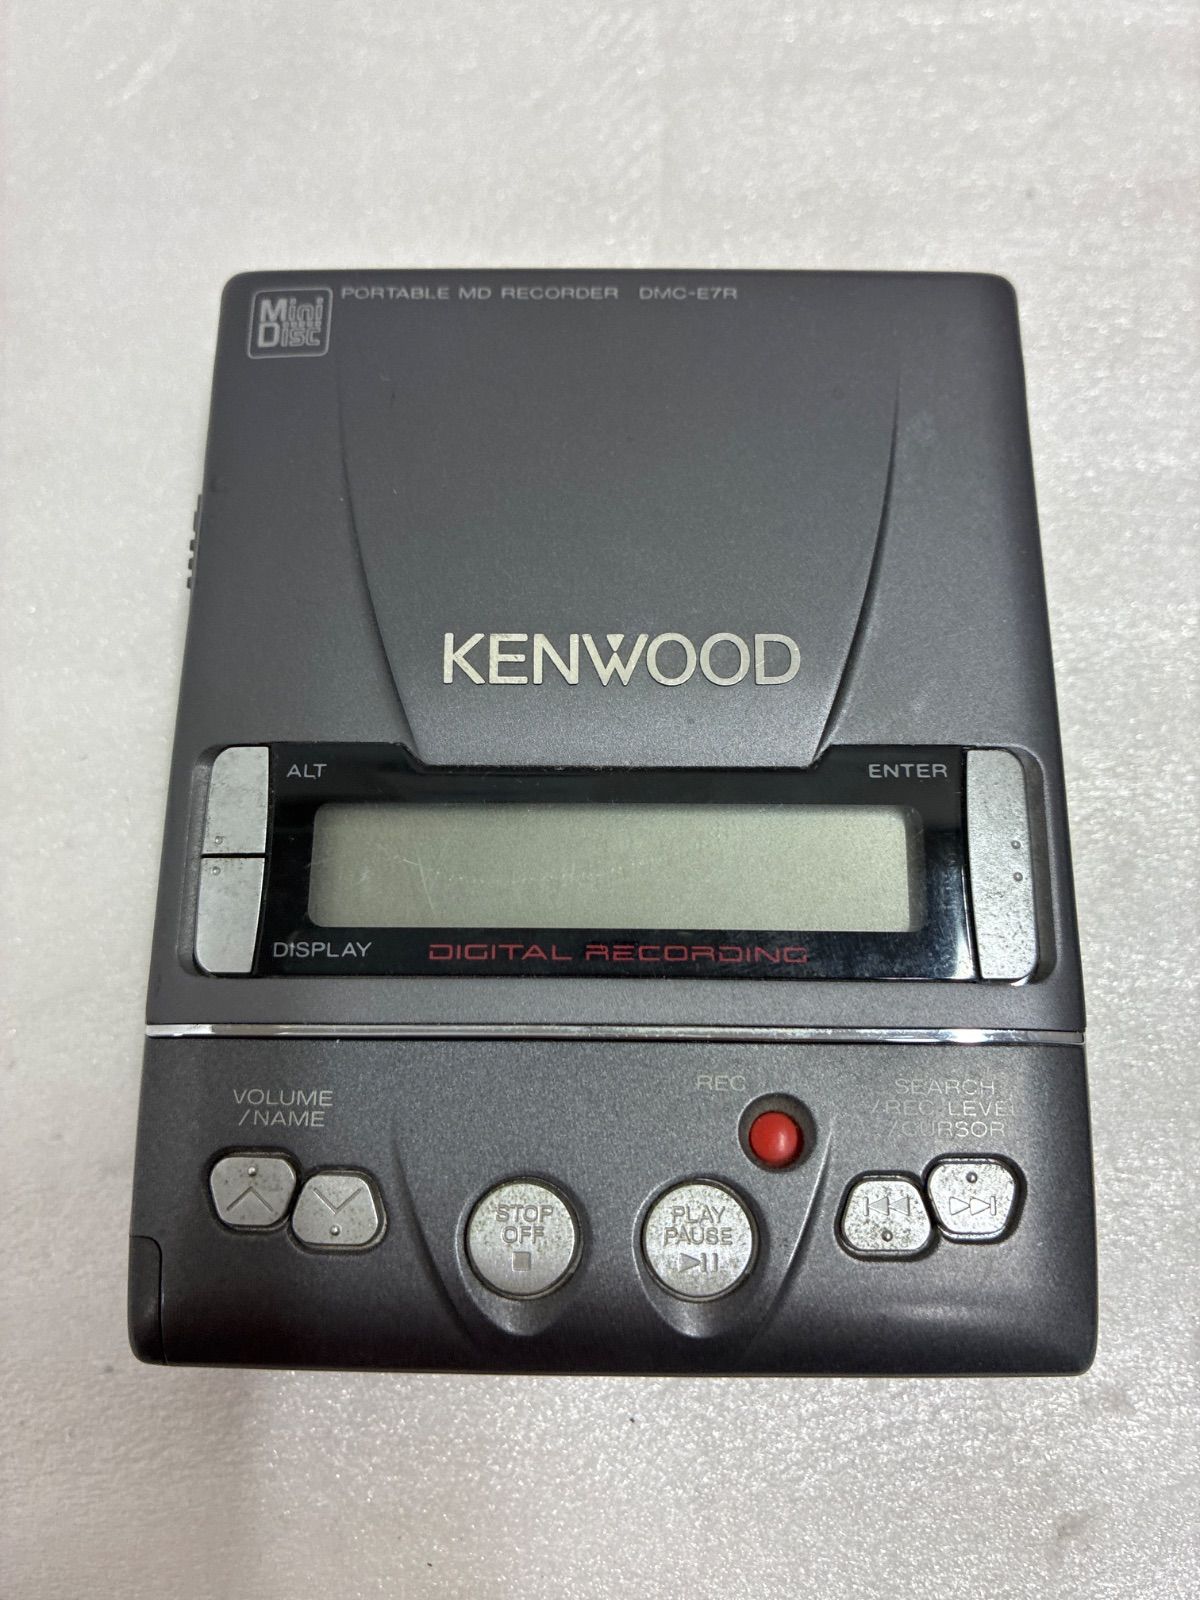 Mini Disc
PORTABLE MD RECORDER DMC-E7R
KENWOOD
ALT
ENTER
DISPLAY
DIGITAL RECORDING
VOLUME
/NAME
REC
SEARCH
/REC LEVEL
/CURSOR
STOP
OFF
PLAY
PAUSE